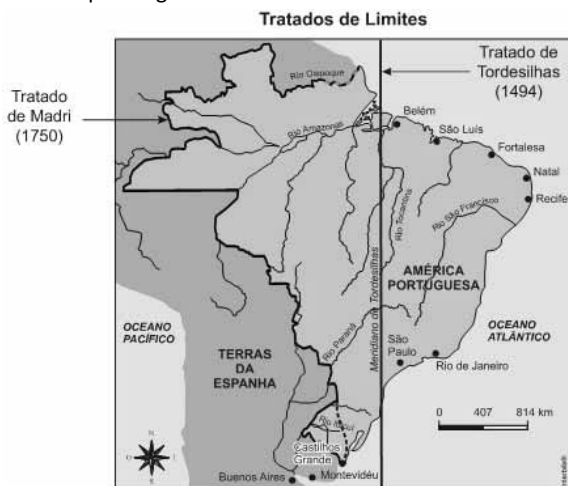 Tratados de Limites
Tratado
de Madri
(1750)
Tratado de
Tordesilhas
(1494)
Rio Oiapoque
Rio Amazonas
Belém
São Luís
Fortalesa
Natal
Recife
Rio Tocantins
Rio São Francisco
Meridiano de Tordesilhas
AMÉRICA
PORTUGUESA
OCEANO
PACÍFICO
TERRAS
DA
ESPANHA
Rio Paraná
São
Paulo
Rio de Janeiro
OCEANO
ATLÂNTICO
0 407 814 km
Castilhos
Grande
Buenos Aires
Montevidéu
N
S